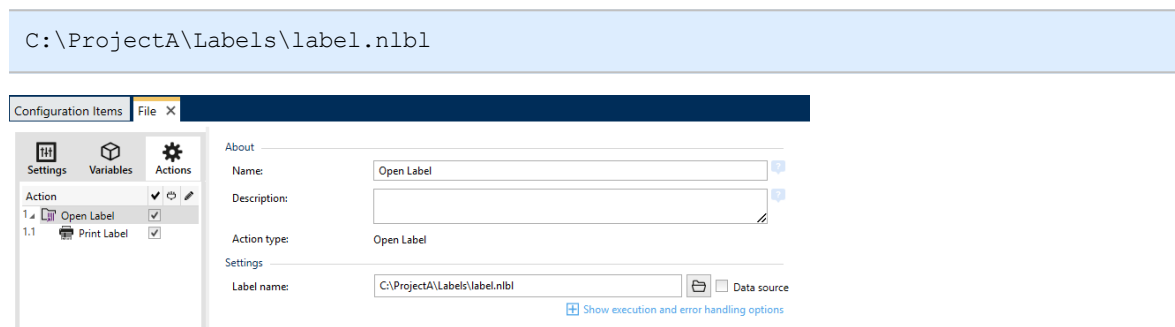 C:\ProjectA\Labels\label.nlbl
Configuration Items File ×
Settings Variables Actions
Action
1 Open Label
1.1 Print Label
About
Name: Open Label
Description:
Action type: Open Label
Settings
Label name: C:\ProjectA\Labels\label.nlbl Data source
Show execution and error handling options